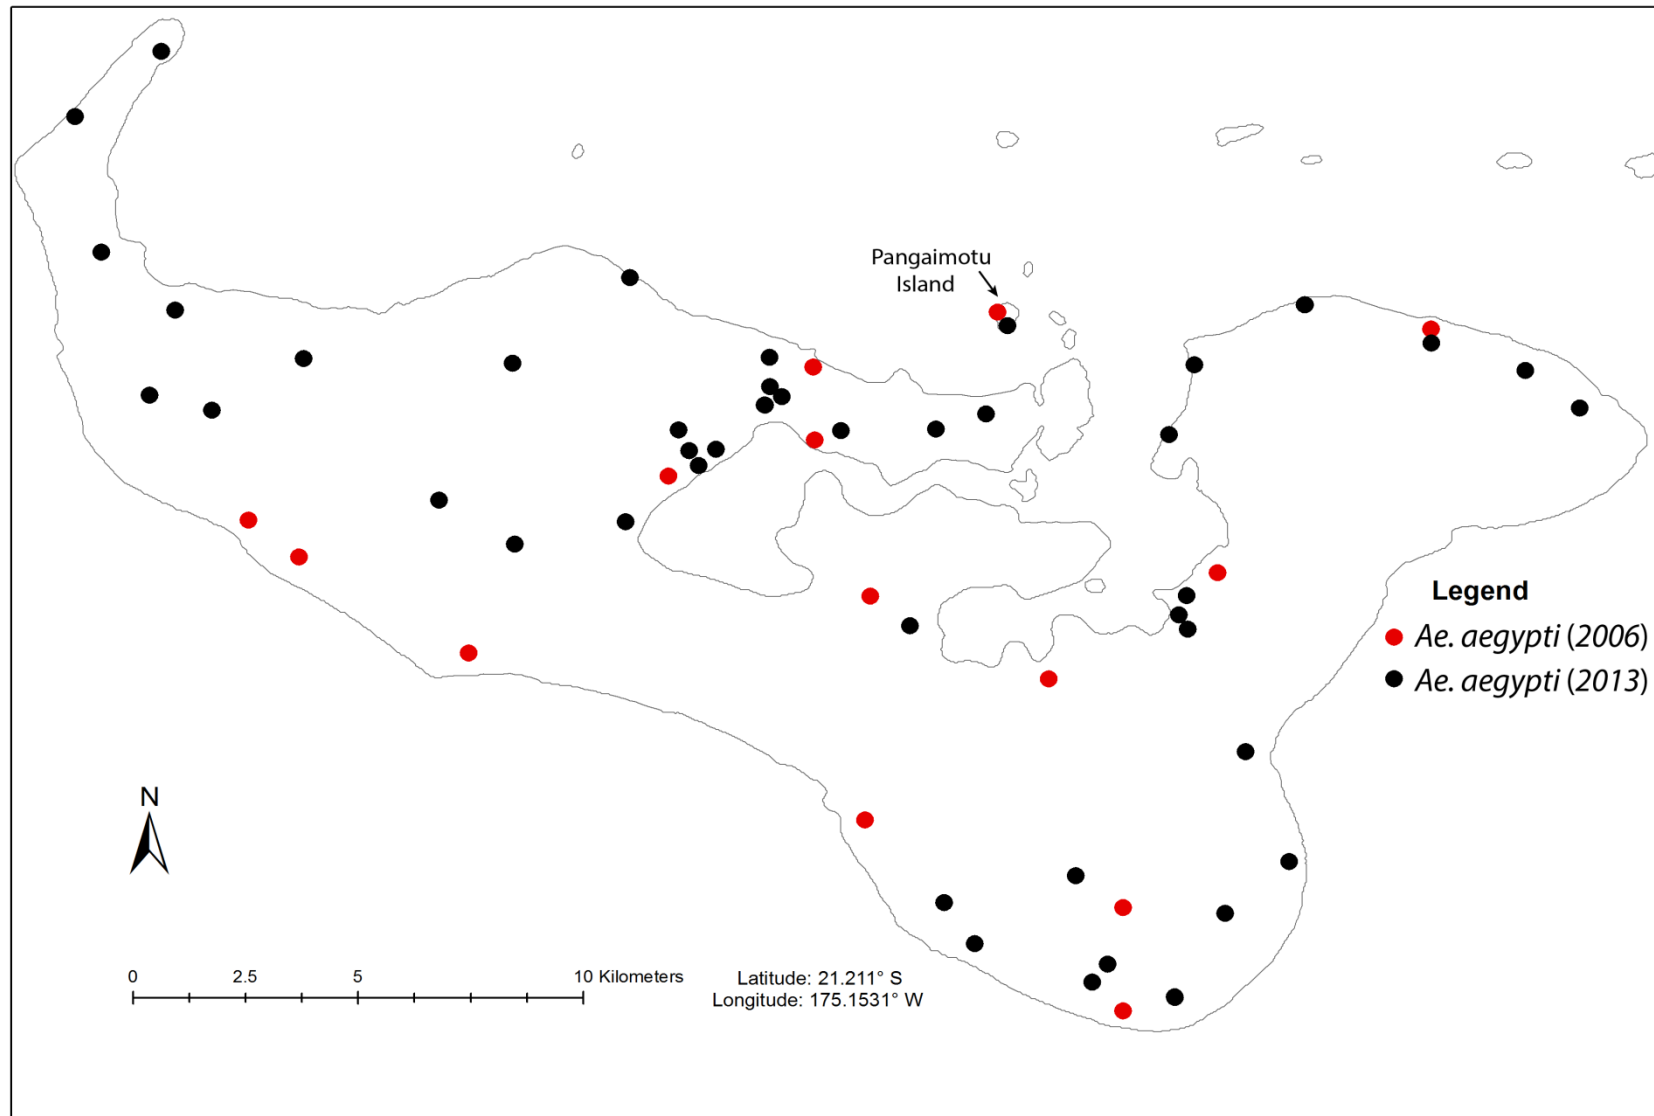 Pangaimotu
Island
Legend
Ae. aegypti (2006)
Ae. aegypti (2013)
N
0 2.5 5 10 Kilometers
Latitude: 21.211° S
Longitude: 175.1531° W